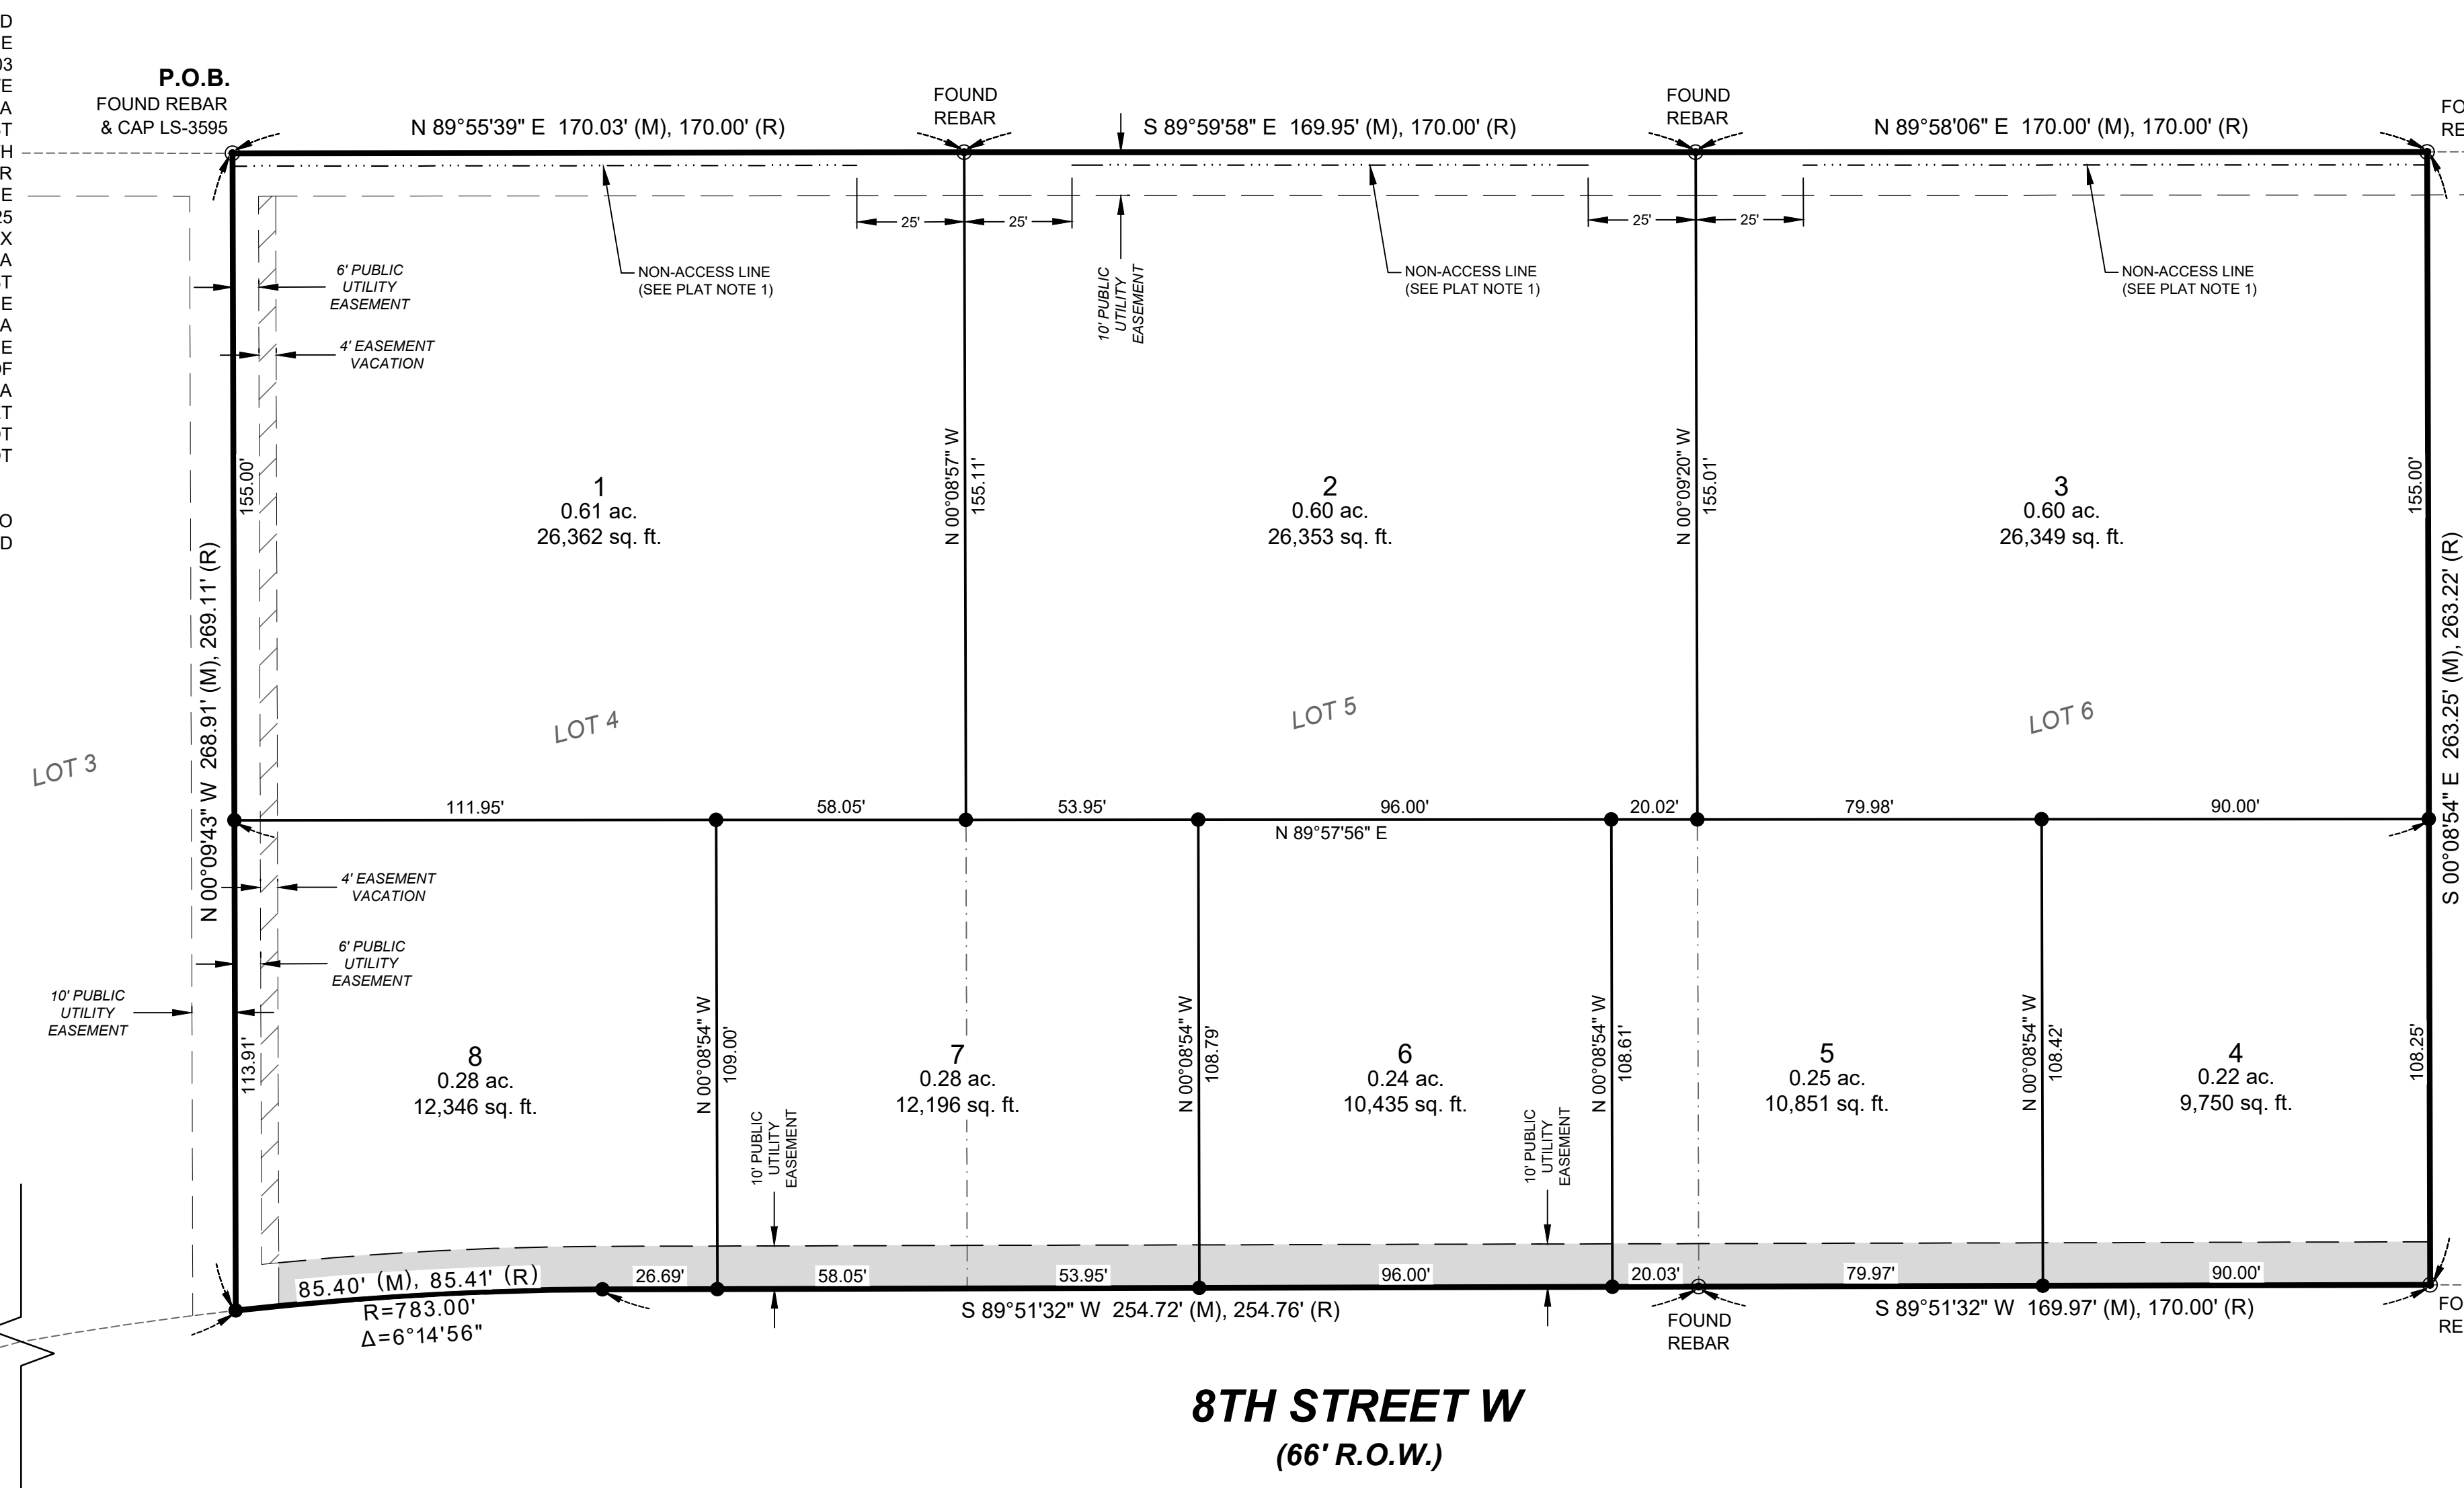 D
E
03
E
A
ST
H
R
E
25
X
A
ST
E
A
E
OF
A
T
OT
OT
O
D
P.O.B.
FOUND REBAR
& CAP LS-3595
N 89°55'39" E 170.03' (M), 170.00' (R)
FOUND
REBAR
S 89°59'58" E 169.95' (M), 170.00' (R)
FOUND
REBAR
N 89°58'06" E 170.00' (M), 170.00' (R)
FO
RE
25'
25'
25'
25'
6' PUBLIC
UTILITY
EASEMENT
NON-ACCESS LINE
(SEE PLAT NOTE 1)
10' PUBLIC
UTILITY
EASEMENT
NON-ACCESS LINE
(SEE PLAT NOTE 1)
NON-ACCESS LINE
(SEE PLAT NOTE 1)
4' EASEMENT
VACATION
155.00'
1
0.61 ac.
26,362 sq. ft.
N 00°08'57" W
155.11'
2
0.60 ac.
26,353 sq. ft.
N 00°09'20" W
155.01'
3
0.60 ac.
26,349 sq. ft.
155.00'
N 00°09'43" W 268.91' (M), 269.11' (R)
S 00°08'54" E 263.25' (M), 263.22' (R)
LOT 3
LOT 4
LOT 5
LOT 6
111.95'
58.05'
53.95'
96.00'
20.02'
79.98'
90.00'
N 89°57'56" E
4' EASEMENT
VACATION
6' PUBLIC
UTILITY
EASEMENT
10' PUBLIC
UTILITY
EASEMENT
113.91'
8
0.28 ac.
12,346 sq. ft.
N 00°08'54" W
109.00'
7
0.28 ac.
12,196 sq. ft.
N 00°08'54" W
108.79'
6
0.24 ac.
10,435 sq. ft.
N 00°08'54" W
108.61'
5
0.25 ac.
10,851 sq. ft.
N 00°08'54" W
108.42'
4
0.22 ac.
9,750 sq. ft.
108.25'
10' PUBLIC
UTILITY
EASEMENT
10' PUBLIC
UTILITY
EASEMENT
85.40' (M), 85.41' (R)
R=783.00'
Δ=6°14'56"
26.69'
58.05'
53.95'
96.00'
20.03'
79.97'
90.00'
S 89°51'32" W 254.72' (M), 254.76' (R)
FOUND
REBAR
S 89°51'32" W 169.97' (M), 170.00' (R)
FO
RE
8TH STREET W
(66' R.O.W.)